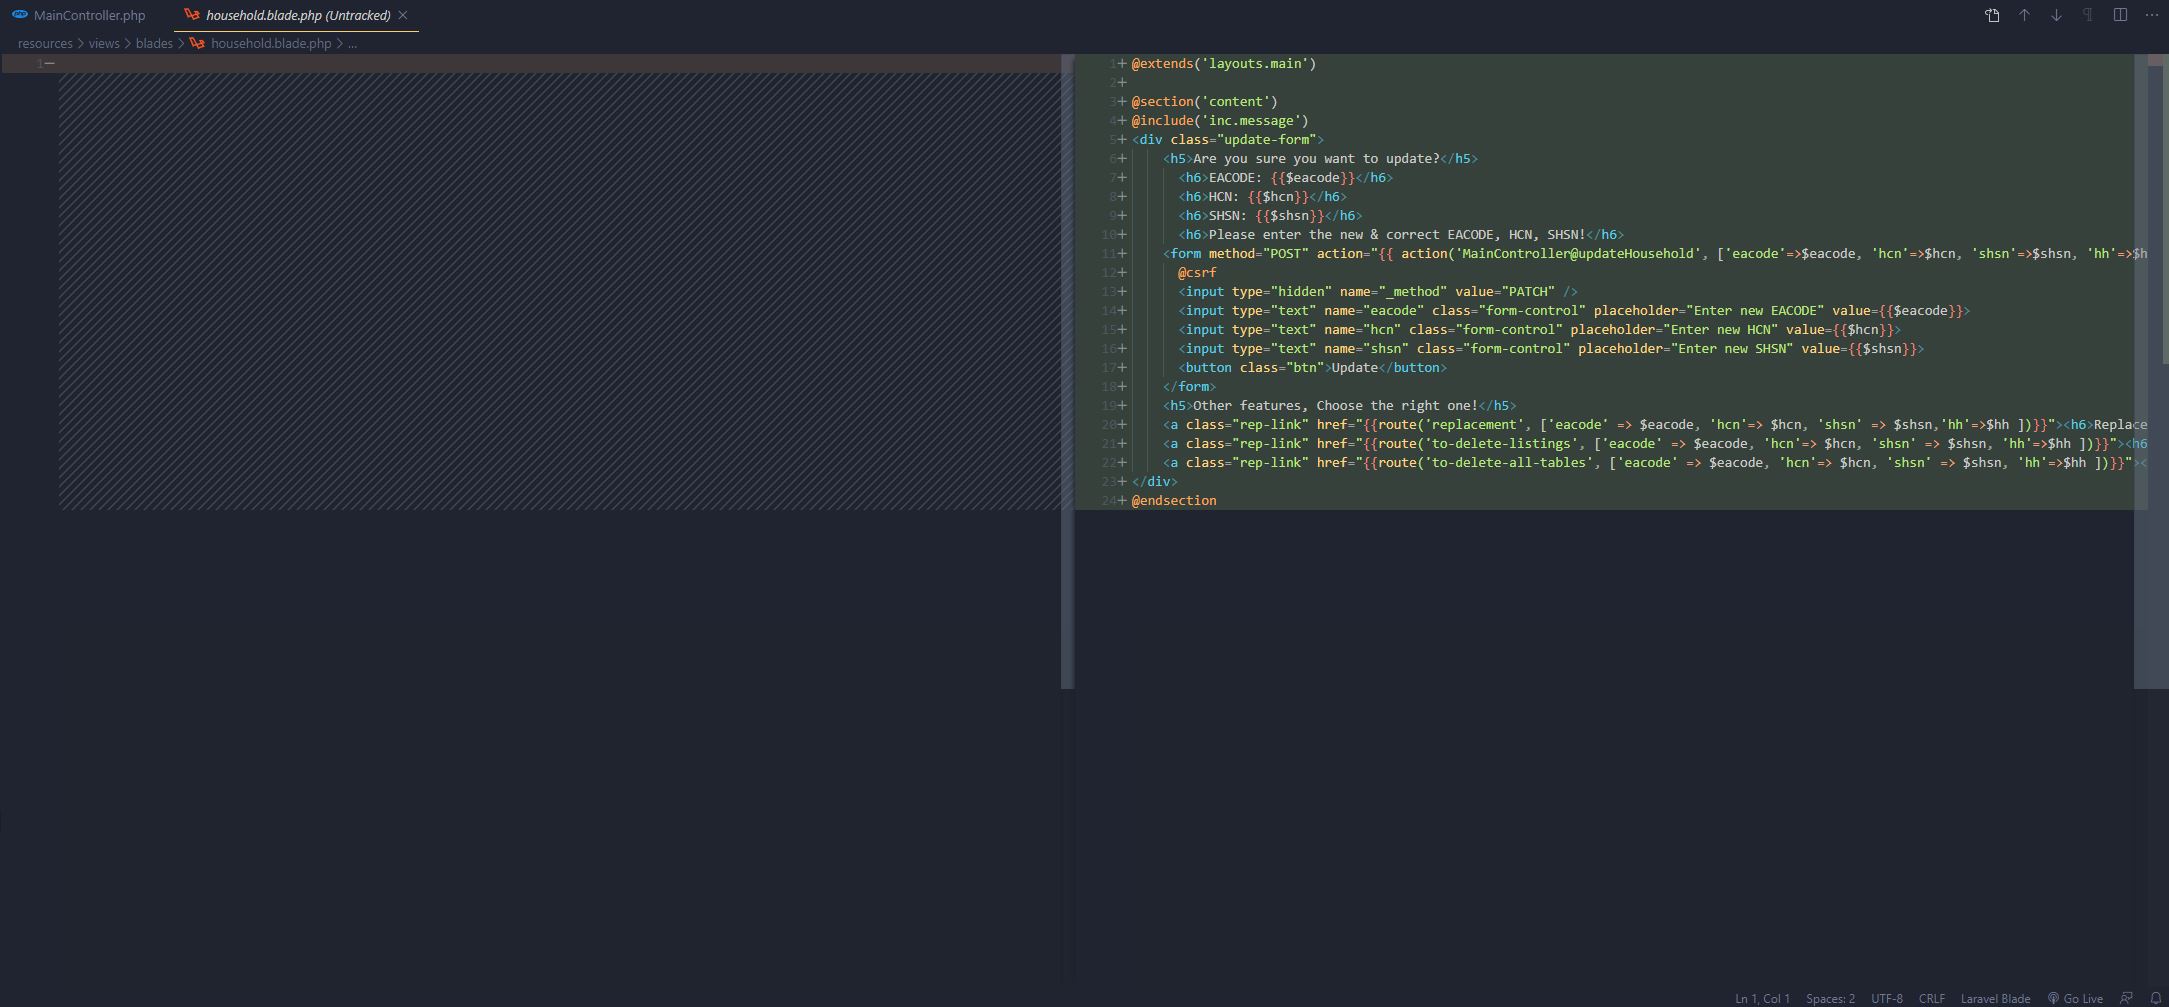 MainController.php household.blade.php (Untracked)
resources > views > blades > household.blade.php > ...
1—
1+ @extends('layouts.main')
2+
3+ @section('content')
4+ @include('inc.message')
5+ <div class="update-form">
6+ <h5>Are you sure you want to update?</h5>
7+ <h6>EACODE: {{$eacode}}</h6>
8+ <h6>HCN: {{$hcn}}</h6>
9+ <h6>SHSN: {{$shsn}}</h6>
10+ <h6>Please enter the new & correct EACODE, HCN, SHSN!</h6>
11+ <form method="POST" action="{{ action('MainController@updateHousehold', ['eacode'=>$eacode, 'hcn'=>$hcn, 'shsn'=>$shsn, 'hh'=>$h
12+ @csrf
13+ <input type="hidden" name="_method" value="PATCH" />
14+ <input type="text" name="eacode" class="form-control" placeholder="Enter new EACODE" value={{$eacode}}>
15+ <input type="text" name="hcn" class="form-control" placeholder="Enter new HCN" value={{$hcn}}>
16+ <input type="text" name="shsn" class="form-control" placeholder="Enter new SHSN" value={{$shsn}}>
17+ <button class="btn">Update</button>
18+ </form>
19+ <h5>Other features, Choose the right one!</h5>
20+ <a class="rep-link" href="{{route('replacement', ['eacode' => $eacode, 'hcn'=> $hcn, 'shsn' => $shsn,'hh'=>$hh ])}}"><h6>Replace
21+ <a class="rep-link" href="{{route('to-delete-listings', ['eacode' => $eacode, 'hcn'=> $hcn, 'shsn' => $shsn, 'hh'=>$hh ])}}"><h6
22+ <a class="rep-link" href="{{route('to-delete-all-tables', ['eacode' => $eacode, 'hcn'=> $hcn, 'shsn' => $shsn, 'hh'=>$hh ])}}"><
23+ </div>
24+ @endsection
Ln 1, Col 1 Spaces: 2 UTF-8 CRLF Laravel Blade Go Live